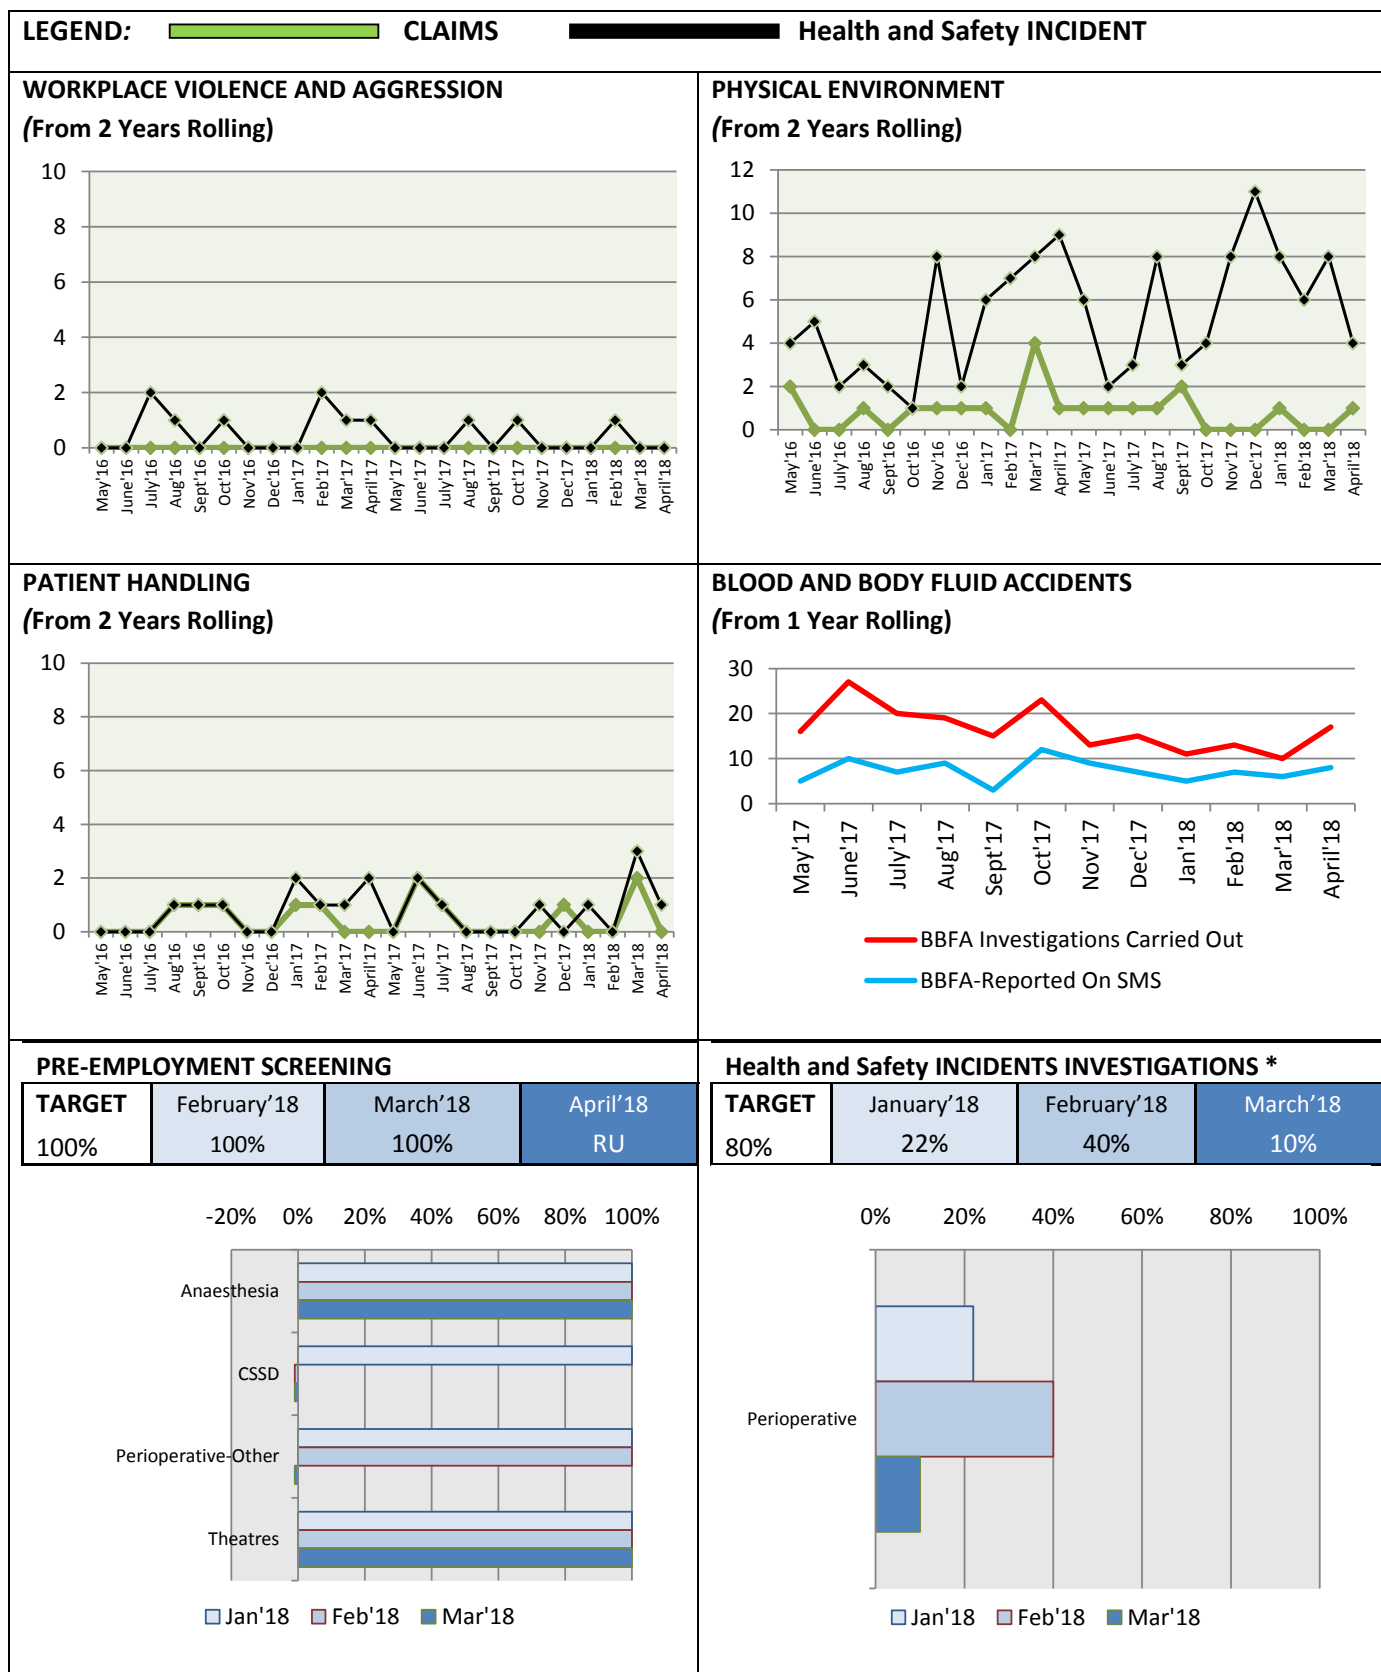 LEGEND: CLAIMS Health and Safety INCIDENT
WORKPLACE VIOLENCE AND AGGRESSION
(From 2 Years Rolling)
10
8
6
4
2
0
May'16 June'16 July'16 Aug'16 Sept'16 Oct'16 Nov'16 Dec'16 Jan'17 Feb'17 Mar'17 April'17 May'17 June'17 July'17 Aug'17 Sept'17 Oct'17 Nov'17 Dec'17 Jan'18 Feb'18 Mar'18 April'18
PHYSICAL ENVIRONMENT
(From 2 Years Rolling)
12
10
8
6
4
2
0
May'16 June'16 July'16 Aug'16 Sept'16 Oct'16 Nov'16 Dec'16 Jan'17 Feb'17 Mar'17 April'17 May'17 June'17 July'17 Aug'17 Sept'17 Oct'17 Nov'17 Dec'17 Jan'18 Feb'18 Mar'18 April'18
PATIENT HANDLING
(From 2 Years Rolling)
10
8
6
4
2
0
May'16 June'16 July'16 Aug'16 Sept'16 Oct'16 Nov'16 Dec'16 Jan'17 Feb'17 Mar'17 April'17 May'17 June'17 July'17 Aug'17 Sept'17 Oct'17 Nov'17 Dec'17 Jan'18 Feb'18 Mar'18 April'18
BLOOD AND BODY FLUID ACCIDENTS
(From 1 Year Rolling)
30
20
10
0
May'17 June'17 July'17 Aug'17 Sept'17 Oct'17 Nov'17 Dec'17 Jan'18 Feb'18 Mar'18 April'18
BBFA Investigations Carried Out
BBFA-Reported On SMS
PRE-EMPLOYMENT SCREENING
TARGET February’18 March’18 April’18
100% 100% 100% RU
-20% 0% 20% 40% 60% 80% 100%
Anaesthesia
CSSD
Perioperative-Other
Theatres
Jan'18 Feb'18 Mar'18
Health and Safety INCIDENTS INVESTIGATIONS *
TARGET January’18 February’18 March’18
80% 22% 40% 10%
0% 20% 40% 60% 80% 100%
Perioperative
Jan'18 Feb'18 Mar'18